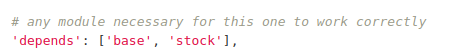 # any module necessary for this one to work correctly
'depends': ['base', 'stock'],